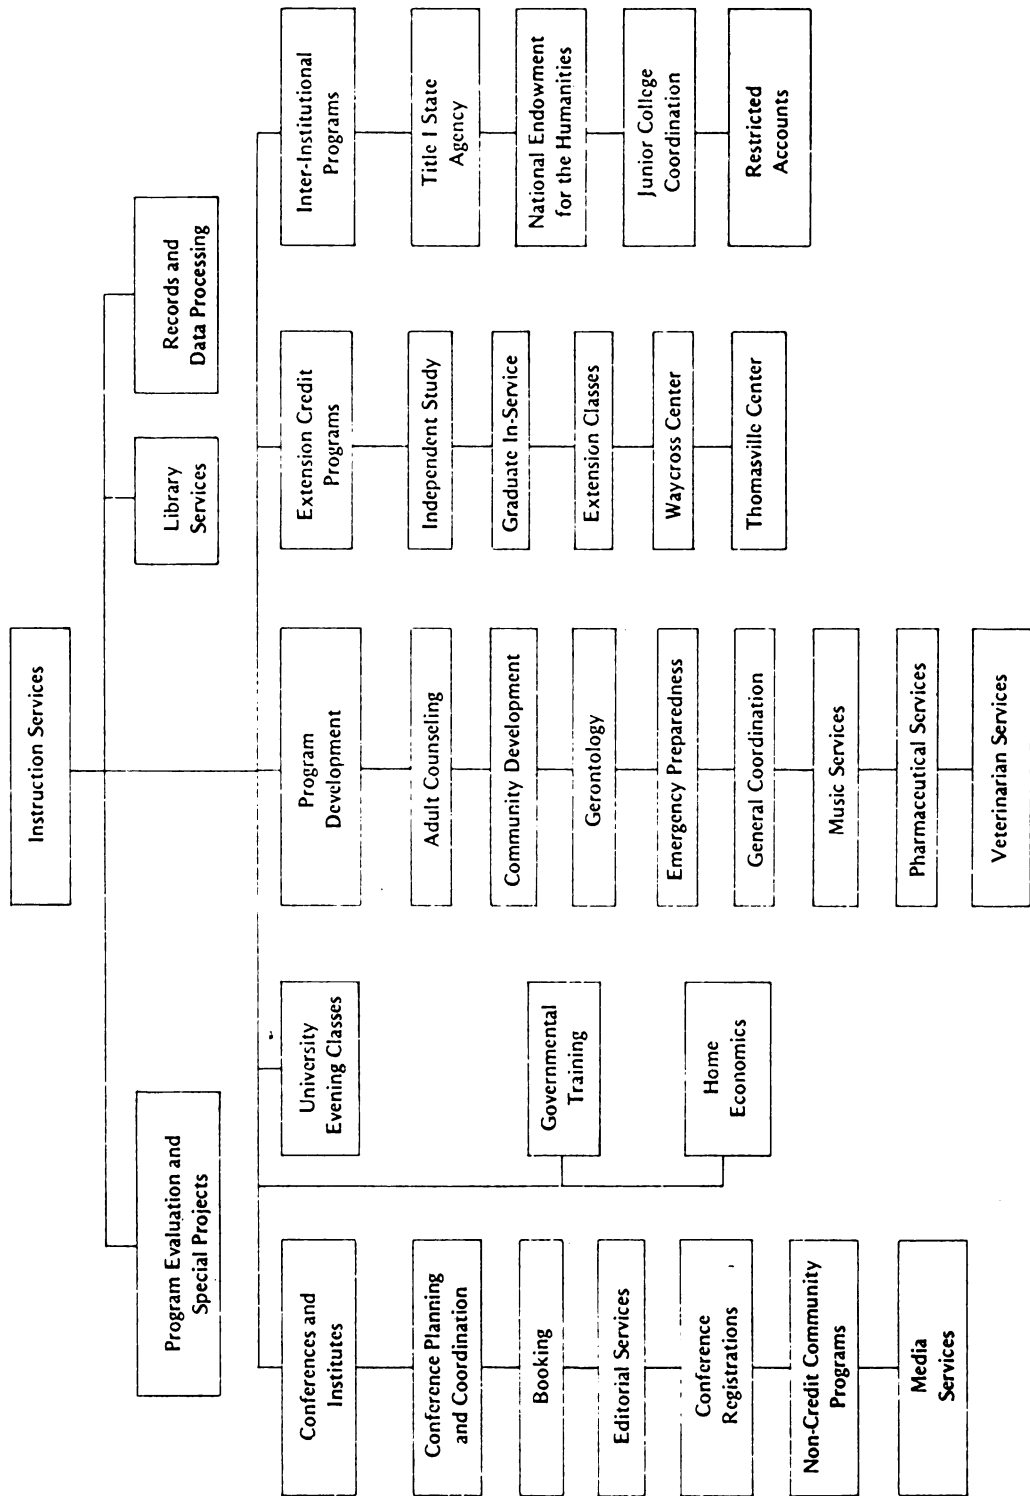 Instruction Services
Program Evaluation and
Special Projects
Library
Services
Records and
Data Processing
Conferences and
Institutes
Conference Planning
and Coordination
Booking
Editorial Services
Conference
Registrations
Non-Credit Community
Programs
Media
Services
University
Evening Classes
Governmental
Training
Home
Economics
Program
Development
Adult Counseling
Community Development
Gerontology
Emergency Preparedness
General Coordination
Music Services
Pharmaceutical Services
Veterinarian Services
Extension Credit
Programs
Independent Study
Graduate In-Service
Extension Classes
Waycross Center
Thomasville Center
Inter-Institutional
Programs
Title I State
Agency
National Endowment
for the Humanities
Junior College
Coordination
Restricted
Accounts